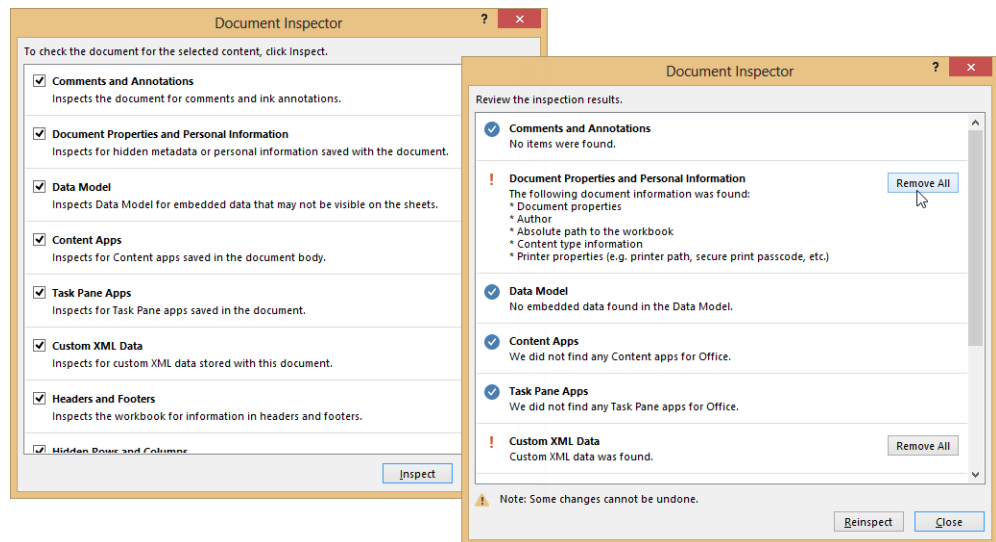 Document Inspector
?
To check the document for the selected content, click Inspect.
Comments and Annotations
Inspects the document for comments and ink annotations.
Document Properties and Personal Information
Inspects for hidden metadata or personal information saved with the document.
Data Model
Inspects Data Model for embedded data that may not be visible on the sheets.
Content Apps
Inspects for Content apps saved in the document body.
Task Pane Apps
Inspects for Task Pane apps saved in the document.
Custom XML Data
Inspects for custom XML data stored with this document.
Headers and Footers
Inspects the workbook for information in headers and footers.
Hidden Rows and Columns
Inspect
Document Inspector
?
Review the inspection results.
Comments and Annotations
No items were found.
! Document Properties and Personal Information
Remove All
The following document information was found:
* Document properties
* Author
* Absolute path to the workbook
* Content type information
* Printer properties (e.g. printer path, secure print passcode, etc.)
Data Model
No embedded data found in the Data Model.
Content Apps
We did not find any Content apps for Office.
Task Pane Apps
We did not find any Task Pane apps for Office.
! Custom XML Data
Remove All
Custom XML data was found.
Note: Some changes cannot be undone.
Reinspect
Close